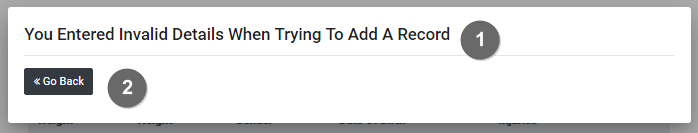 You Entered Invalid Details When Trying To Add A Record
1
« Go Back
2